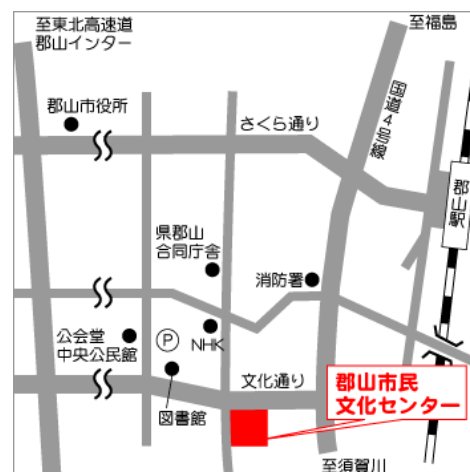 至東北高速道
郡山インター
至福島
郡山市役所
国道4号線
さくら通り
郡山駅
県郡山
合同庁舎
消防署
公会堂
中央公民館
P
NHK
図書館
文化通り
郡山市民
文化センター
至須賀川